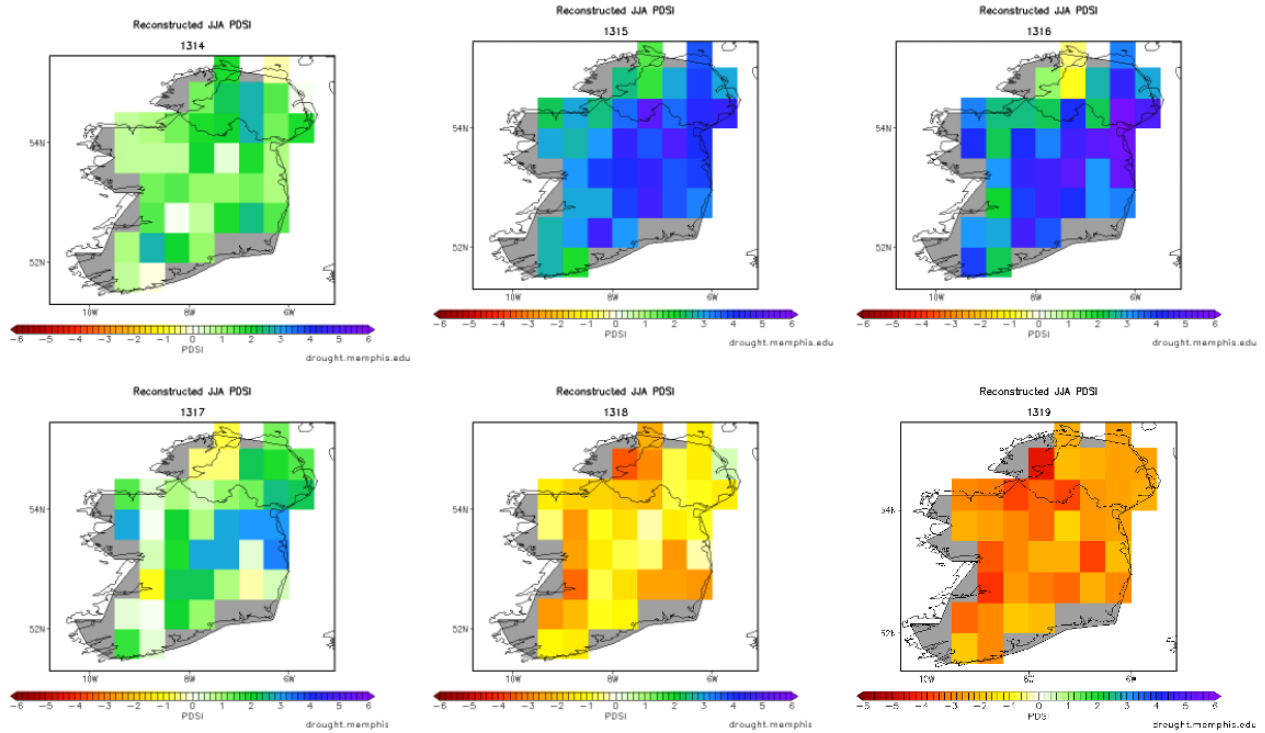 Reconstructed JJA PDSI
1314
54N
52N
10W 8W 6W
-6 -5 -4 -3 -2 -1 0 1 2 3 4 5 6
PDSI
drought.memphis.edu
Reconstructed JJA PDSI
1315
54N
52N
10W 8W 6W
-6 -5 -4 -3 -2 -1 0 1 2 3 4 5 6
PDSI
drought.memphis.edu
Reconstructed JJA PDSI
1316
54N
52N
10W 8W 6W
-6 -5 -4 -3 -2 -1 0 1 2 3 4 5 6
PDSI
drought.memphis.edu
Reconstructed JJA PDSI
1317
54N
52N
10W 8W 6W
-6 -5 -4 -3 -2 -1 0 1 2 3 4 5 6
PDSI
drought.memphis
Reconstructed JJA PDSI
1318
54N
52N
10W 8W 6W
-6 -5 -4 -3 -2 -1 0 1 2 3 4 5 6
PDSI
drought.memphis
Reconstructed JJA PDSI
1319
54N
52N
10W 8W 6W
-6 -5 -4 -3 -2 -1 0 1 2 3 4 5 6
PDSI
drought.memphis.edu